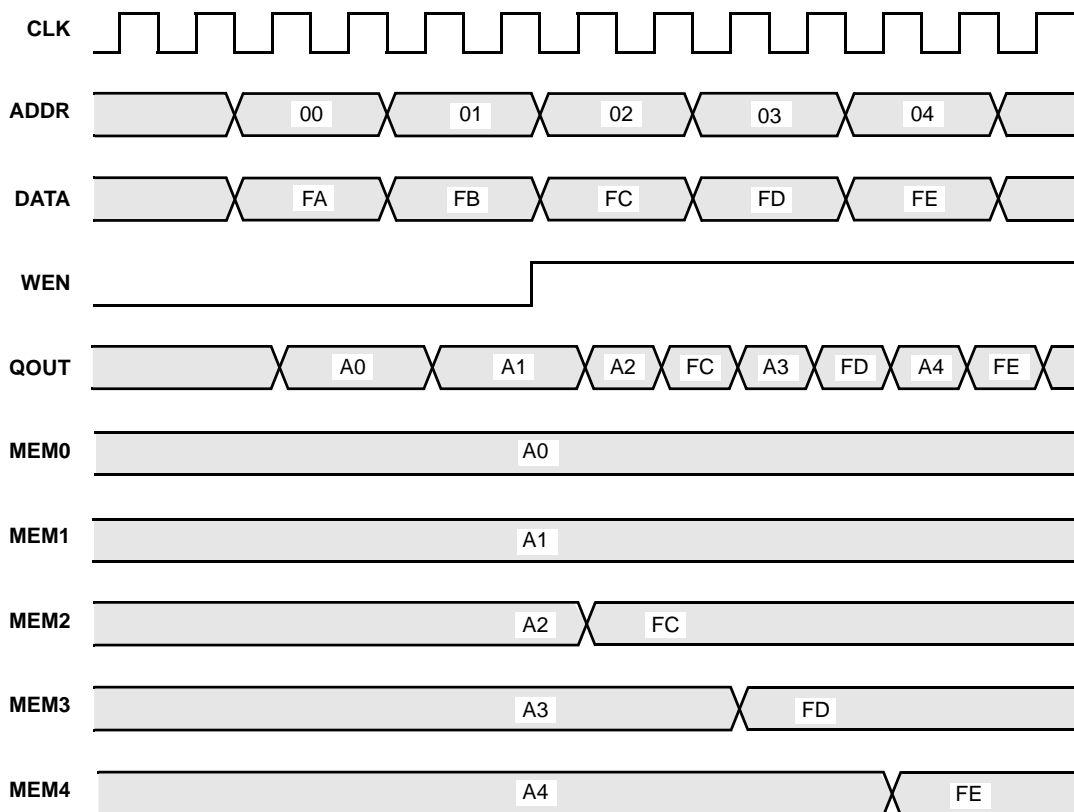 CLK
ADDR 00 01 02 03 04
DATA FA FB FC FD FE
WEN
QOUT A0 A1 A2 FC A3 FD A4 FE
MEM0 A0
MEM1 A1
MEM2 A2 FC
MEM3 A3 FD
MEM4 A4 FE